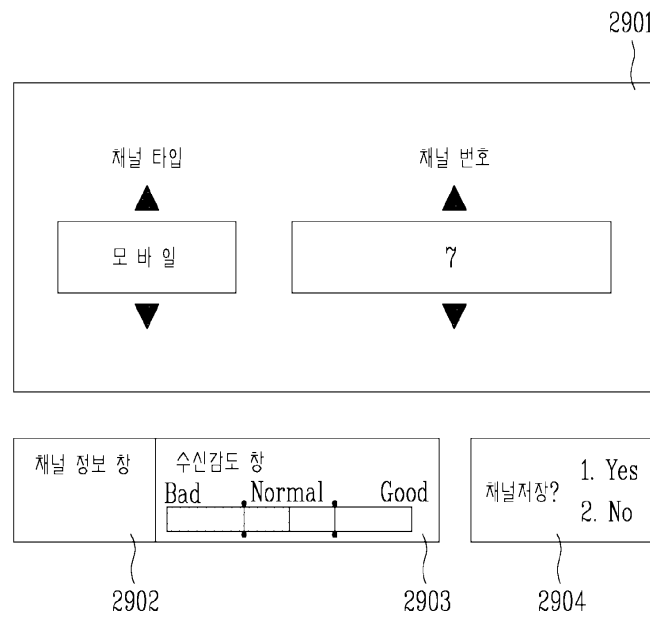 2901
채널 타입
채널 번호
모 바 일
7
채널 정보 창
수신감도 창
Bad Normal Good
채널저장?
1. Yes
2. No
2902
2903
2904